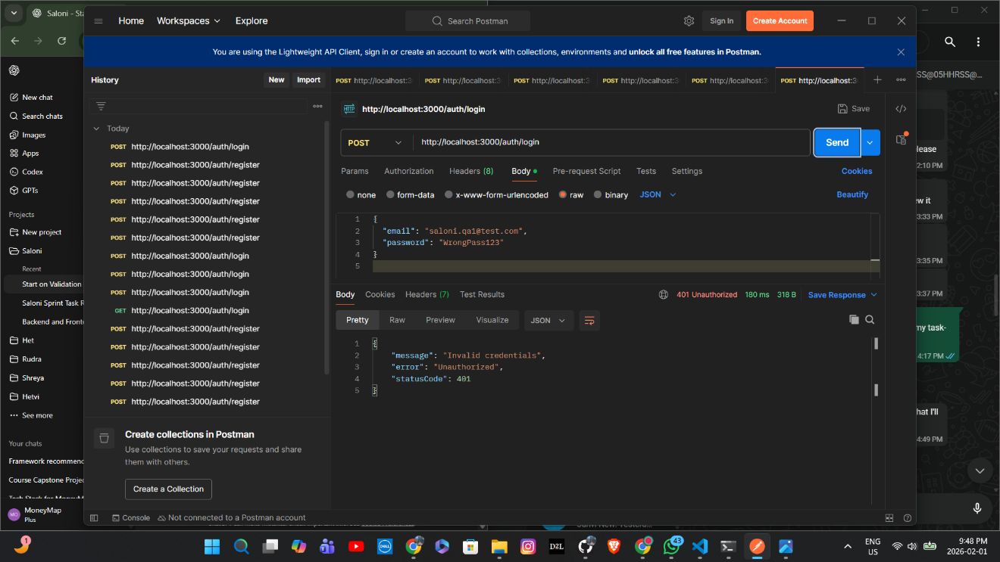 Saloni - Sta
Home Workspaces Explore
Search Postman
Sign In Create Account
You are using the Lightweight API Client, sign in or create an account to work with collections, environments and unlock all free features in Postman.
New chat
Search chats
Images
Apps
Codex
GPTs
Projects
New project
Saloni
Recent
Start on Validation
Saloni Sprint Task R
Backend and Fronte
Het
Rudra
Shreya
Hetvi
See more
Your chats
Framework recommend
Course Capstone Projec
MoneyMap
Plus
History New Import
Today
POST http://localhost:3000/auth/login
POST http://localhost:3000/auth/register
POST http://localhost:3000/auth/register
POST http://localhost:3000/auth/register
POST http://localhost:3000/auth/register
POST http://localhost:3000/auth/register
POST http://localhost:3000/auth/login
POST http://localhost:3000/auth/login
POST http://localhost:3000/auth/login
GET http://localhost:3000/auth/login
POST http://localhost:3000/auth/register
POST http://localhost:3000/auth/register
POST http://localhost:3000/auth/register
POST http://localhost:3000/auth/register
POST http://localhost:3000/auth/register
Create collections in Postman
Use collections to save your requests and share
them with others.
Create a Collection
Console Not connected to a Postman account
POST http://localhost:3 POST http://localhost:3 POST http://localhost:3 POST http://localhost:3 POST http://localhost:3 POST http://localhost:3
HTTP http://localhost:3000/auth/login Save
POST http://localhost:3000/auth/login Send
Params Authorization Headers (8) Body Pre-request Script Tests Settings Cookies
none form-data x-www-form-urlencoded raw binary JSON Beautify
1 {
2 "email": "saloni.qa1@test.com",
3 "password": "WrongPass123"
4 }
5
Body Cookies Headers (7) Test Results 401 Unauthorized 180 ms 318 B Save Response
Pretty Raw Preview Visualize JSON
1 {
2 "message": "Invalid credentials",
3 "error": "Unauthorized",
4 "statusCode": 401
5 }
SS@05HHRSS@...
lease
2:10 PM
ew it
3:33 PM
3:35 PM
3:37 PM
my task-
4:17 PM
hat I'll
4:49 PM
1
DELL
D2L
43
ENG
US
9:48 PM
2026-02-01